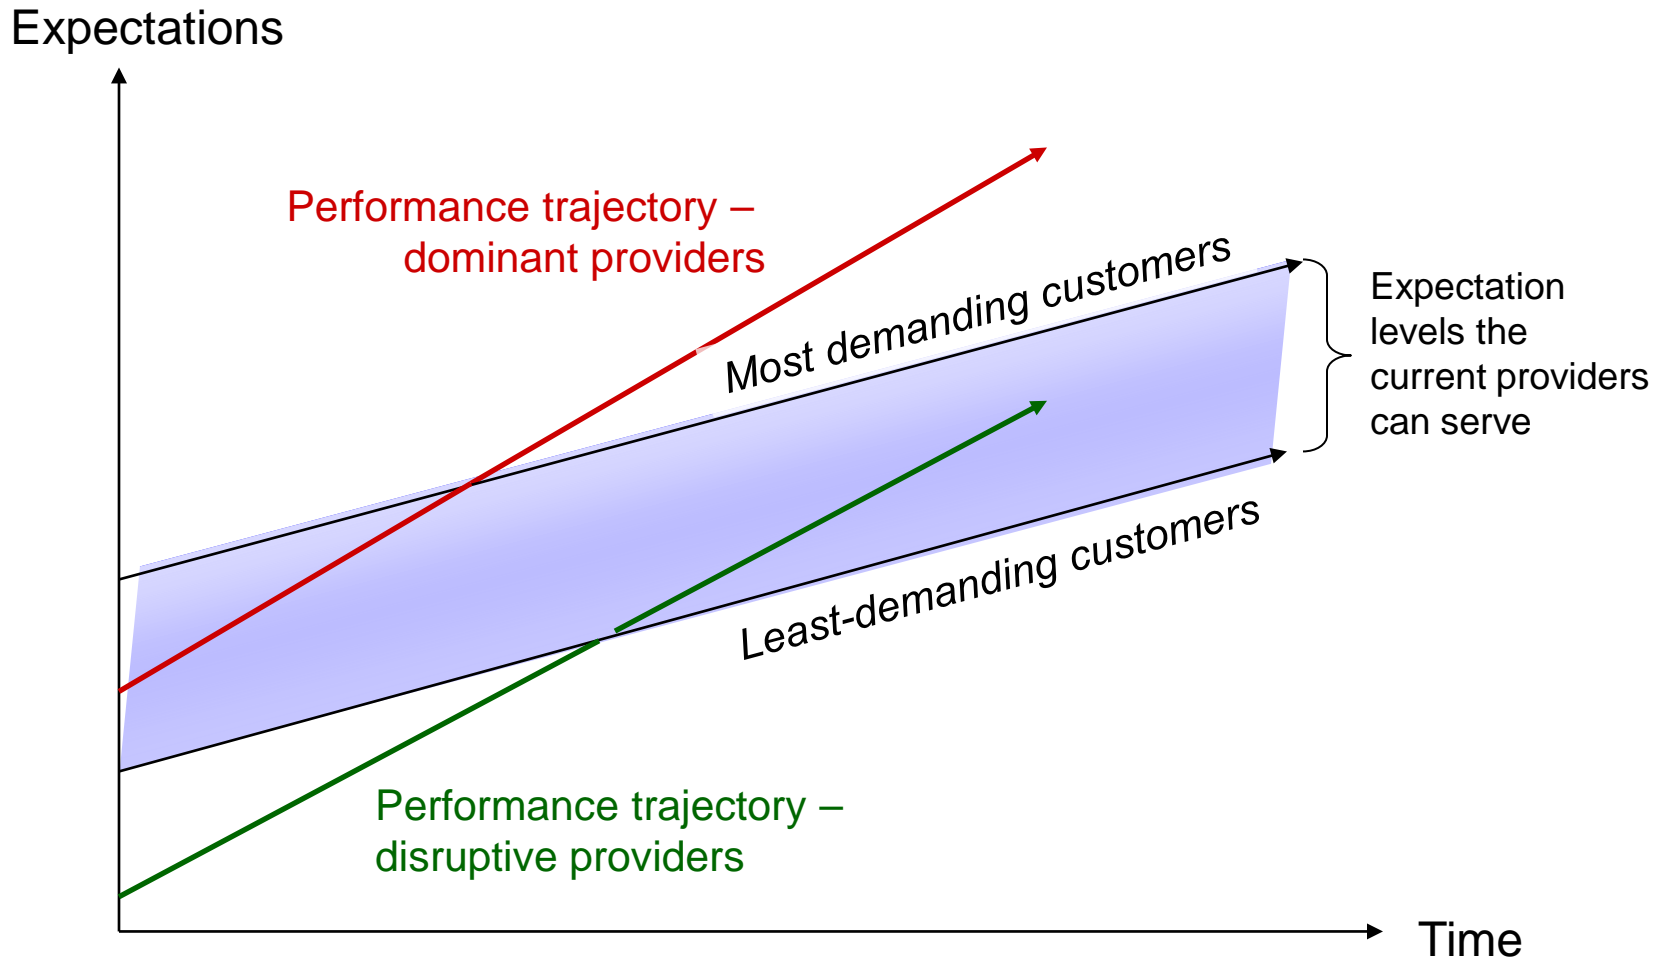 Expectations
Performance trajectory –
dominant providers
Most demanding customers
Expectation
levels the
current providers
can serve
Least-demanding customers
Performance trajectory –
disruptive providers
Time